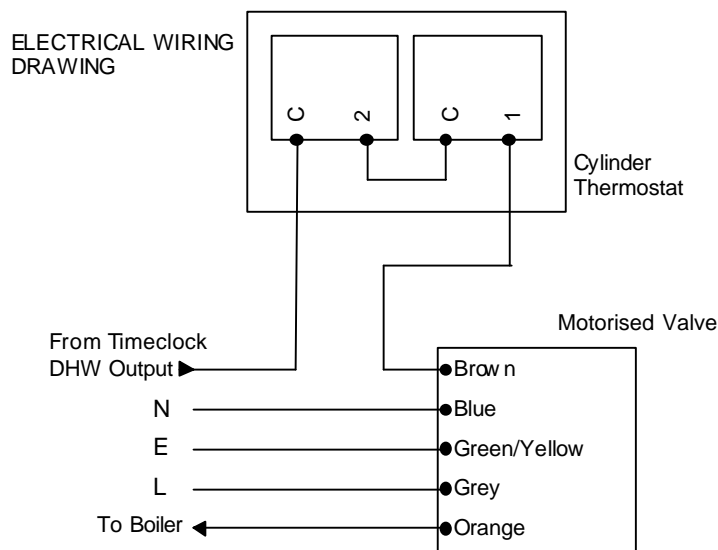 ELECTRICAL WIRING
DRAWING
C
2
C
1
Cylinder
Thermostat
Motorised Valve
From Timeclock
DHW Output
Brown
N
Blue
E
Green/Yellow
L
Grey
To Boiler
Orange